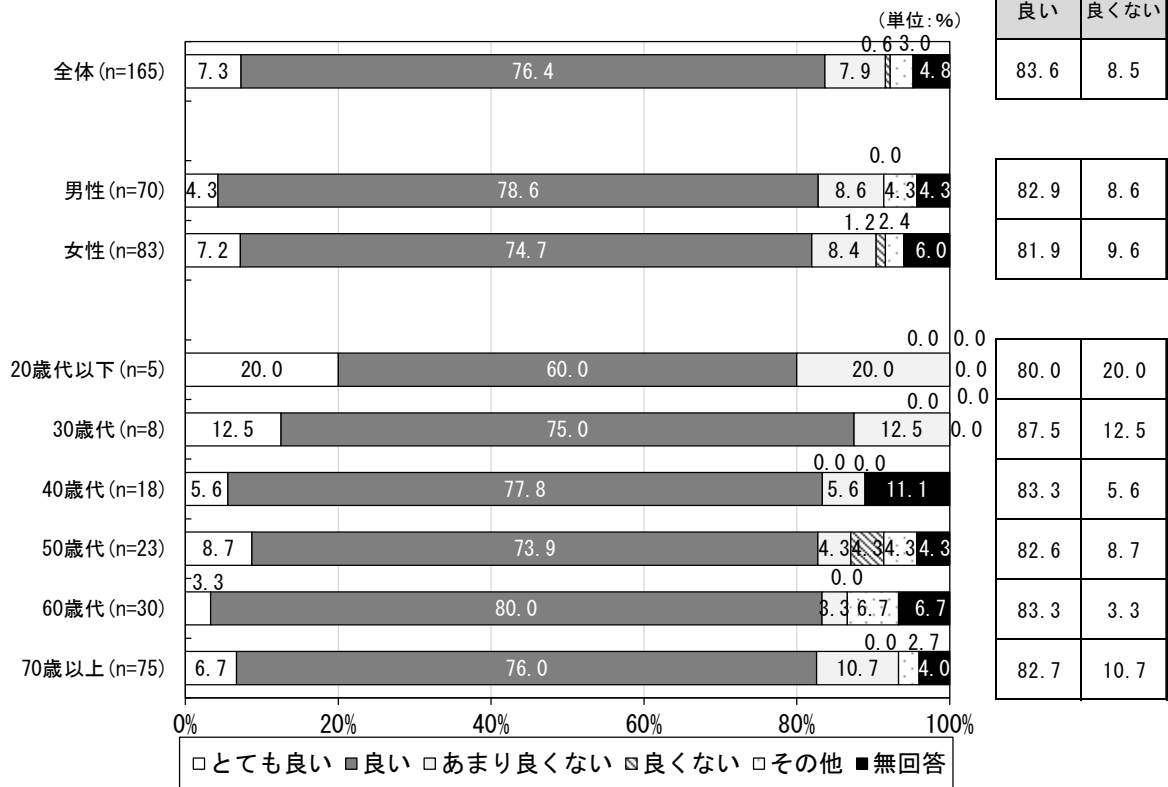 (単位:%)
良い 良くない
0.6 3.0
全体(n=165) 7.3 76.4 7.9 4.8 83.6 8.5
0.0
男性(n=70) 4.3 78.6 8.6 4.3 4.3 82.9 8.6
1.2 2.4
女性(n=83) 7.2 74.7 8.4 6.0 81.9 9.6
0.0 0.0
20歳代以下(n=5) 20.0 60.0 20.0 0.0 80.0 20.0
0.0 0.0
30歳代(n=8) 12.5 75.0 12.5 0.0 87.5 12.5
0.0 0.0
40歳代(n=18) 5.6 77.8 5.6 11.1 83.3 5.6
50歳代(n=23) 8.7 73.9 4.3 4.3 4.3 4.3 82.6 8.7
3.3 0.0
60歳代(n=30) 80.0 3.3 6.7 6.7 83.3 3.3
0.0 2.7
70歳以上(n=75) 6.7 76.0 10.7 4.0 82.7 10.7
0% 20% 40% 60% 80% 100%
とても良い 良い あまり良くない 良くない その他 無回答